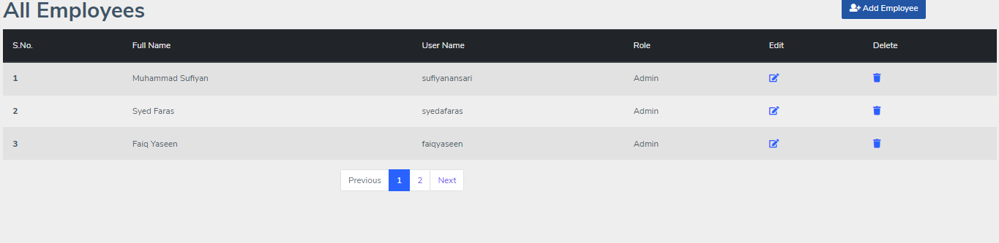 All Employees
Add Employee
S.No. Full Name User Name Role Edit Delete
1 Muhammad Sufiyan sufiyanansari Admin
2 Syed Faras syedafaras Admin
3 Faiq Yaseen faiqyaseen Admin
Previous 1 2 Next